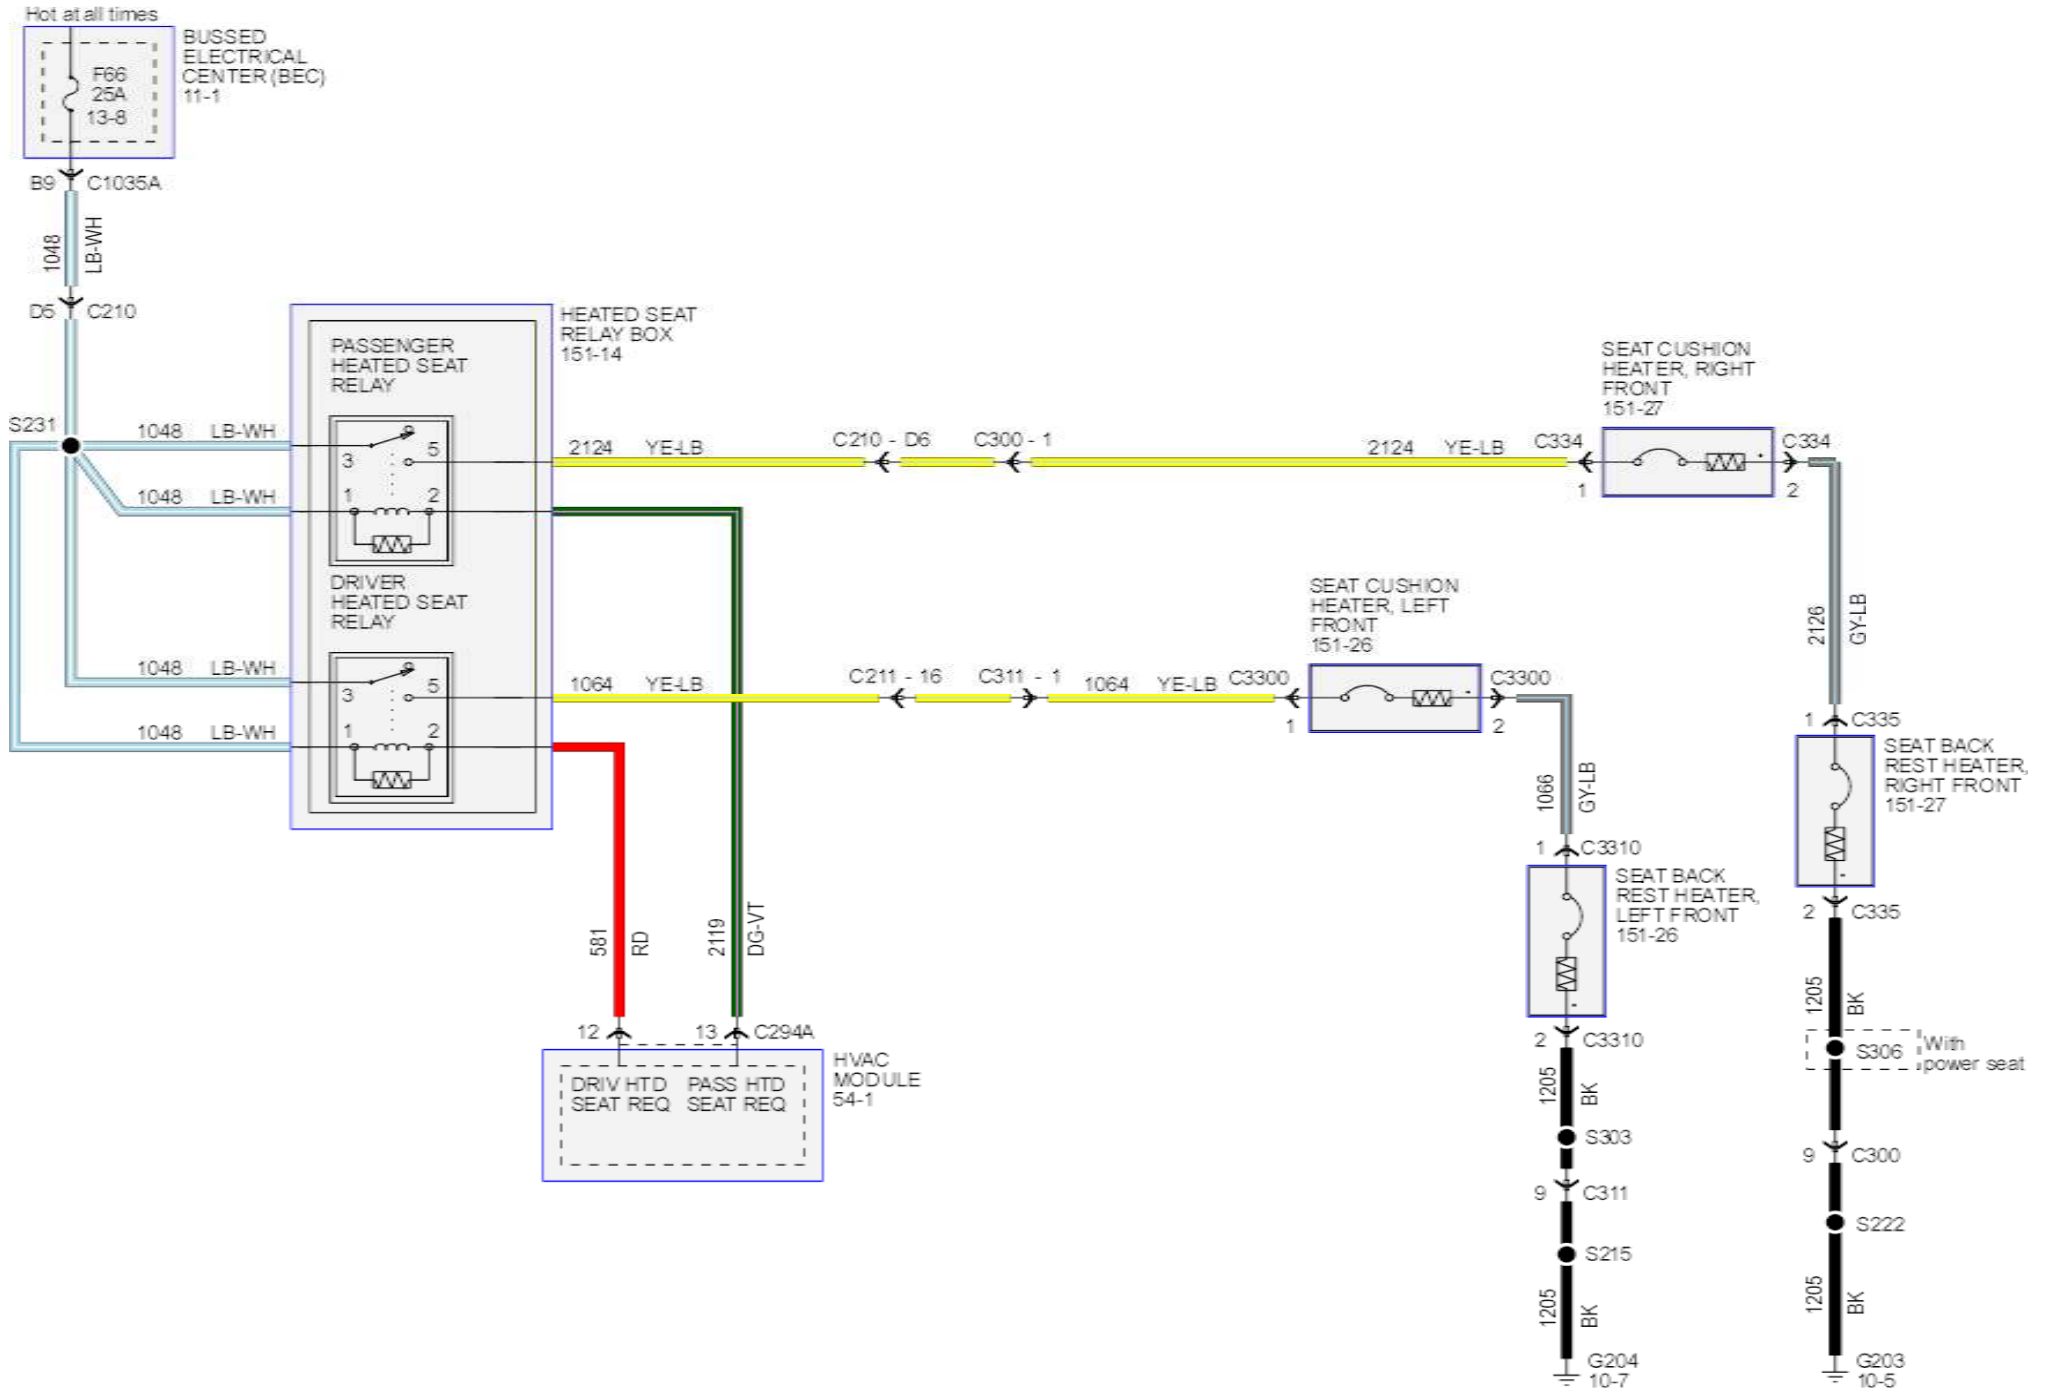 Hot at all times
BUSSED
ELECTRICAL
CENTER (BEC)
11-1
F66
25A
13-8
B9
C1035A
1048
LB-WH
D5
C210
S231
1048 LB-WH
1048 LB-WH
1048 LB-WH
1048 LB-WH
HEATED SEAT
RELAY BOX
151-14
PASSENGER
HEATED SEAT
RELAY
3
5
1
2
DRIVER
HEATED SEAT
RELAY
3
5
1
2
2124 YE-LB
C210 - D6
C300 - 1
2124 YE-LB
C334
1
SEAT CUSHION
HEATER, RIGHT
FRONT
151-27
C334
2
2126
GY-LB
1064 YE-LB
C211 - 16
C311 - 1
1064 YE-LB
C3300
1
SEAT CUSHION
HEATER, LEFT
FRONT
151-26
C3300
2
1066
GY-LB
1 C335
SEAT BACK
REST HEATER,
RIGHT FRONT
151-27
2 C335
1 C3310
SEAT BACK
REST HEATER,
LEFT FRONT
151-26
2 C3310
581
RD
2119
DG-VT
12
13
C294A
HVAC
MODULE
54-1
DRIV HTD
SEAT REQ
PASS HTD
SEAT REQ
1205
BK
S303
9 C311
S215
1205
BK
G204
10-7
1205
BK
S306
With
power seat
9 C300
S222
1205
BK
G203
10-5